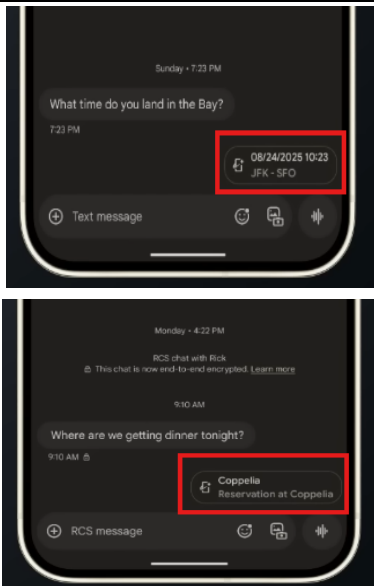 Sunday • 7:23 PM
What time do you land in the Bay?
7:23 PM
08/24/2025 10:23
JFK - SFO
Text message
Monday • 4:22 PM
RCS chat with Rick
This chat is now end-to-end encrypted. Learn more
9:10 AM
Where are we getting dinner tonight?
9:10 AM
Coppelia
Reservation at Coppelia
RCS message